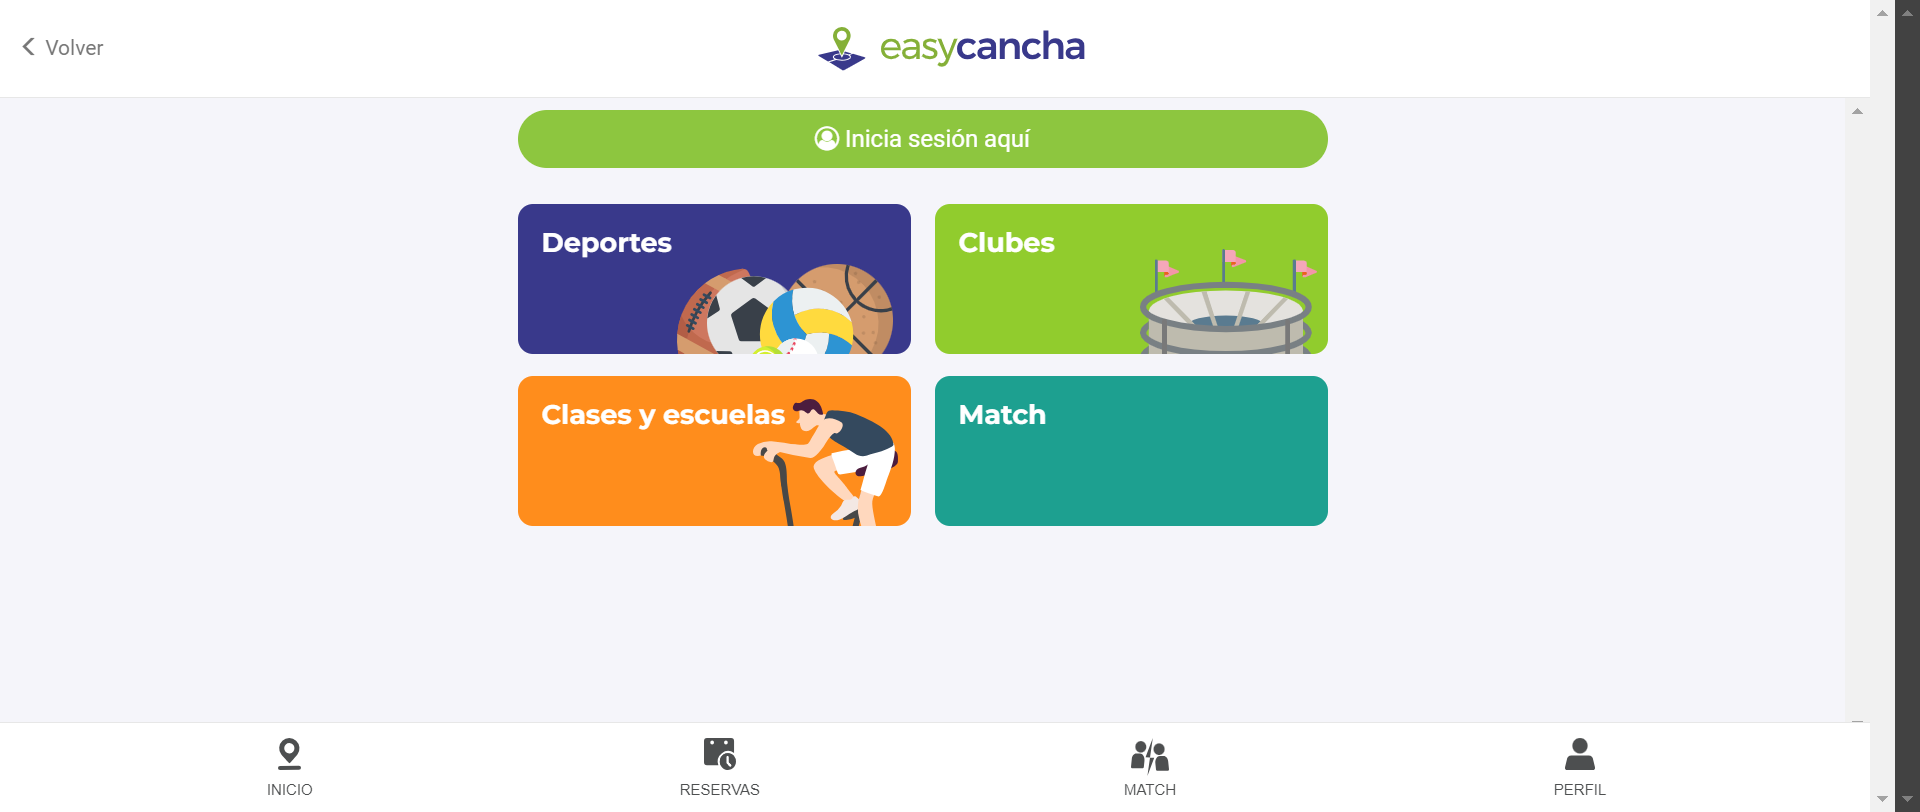 Volver
easycancha
Inicia sesión aquí
Deportes
Clubes
Clases y escuelas
Match
INICIO
RESERVAS
MATCH
PERFIL